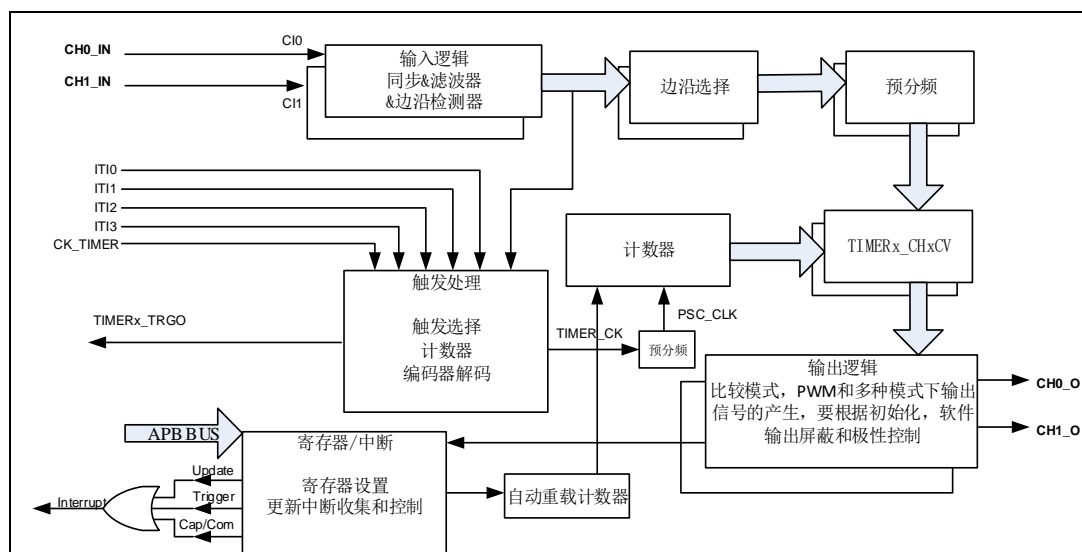 CH0_IN
CI0
CH1_IN
CI1
输入逻辑
同步&滤波器
&边沿检测器
边沿选择
预分频
ITI0
ITI1
ITI2
ITI3
CK_TIMER
计数器
TIMERx_CHxCV
触发处理
触发选择
计数器
编码器解码
TIMERx_TRGO
TIMER_CK
PSC_CLK
预分频
输出逻辑
比较模式，PWM和多种模式下输出
信号的产生，要根据初始化，软件
输出屏蔽和极性控制
CH0_O
CH1_O
APB BUS
寄存器/中断
寄存器设置
更新中断收集和控制
自动重载计数器
Update
Trigger
Cap/Com
Interrupt